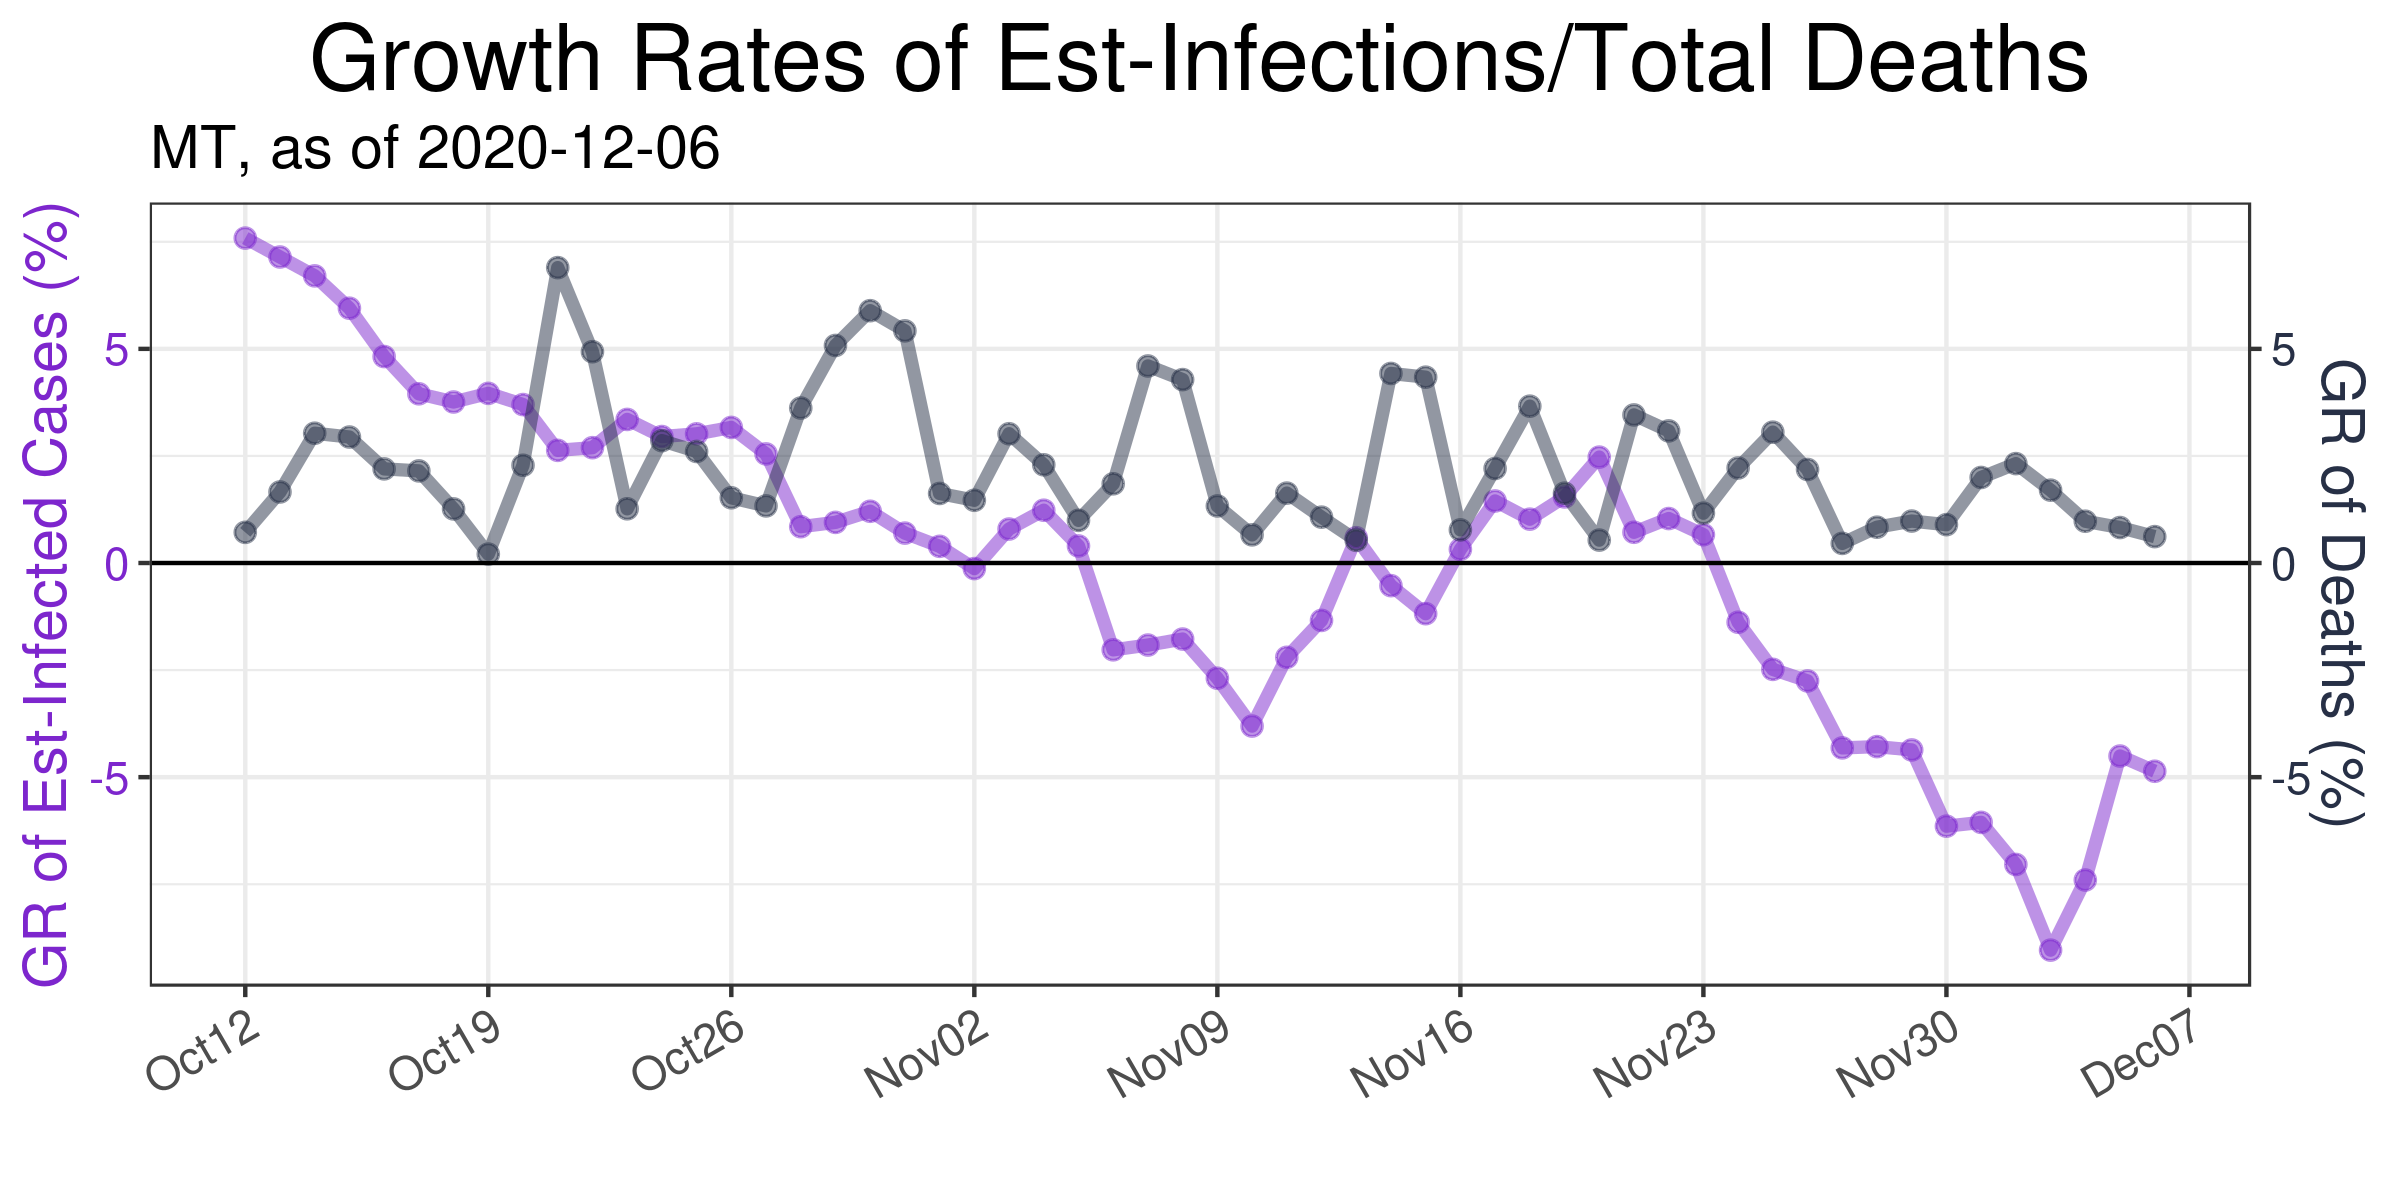 Growth Rates of Est-Infections/Total Deaths
MT, as of 2020-12-06
GR of Est-Infected Cases (%)
5
0
-5
5
0
-5
GR of Deaths (%)
Oct12
Oct19
Oct26
Nov02
Nov09
Nov16
Nov23
Nov30
Dec07